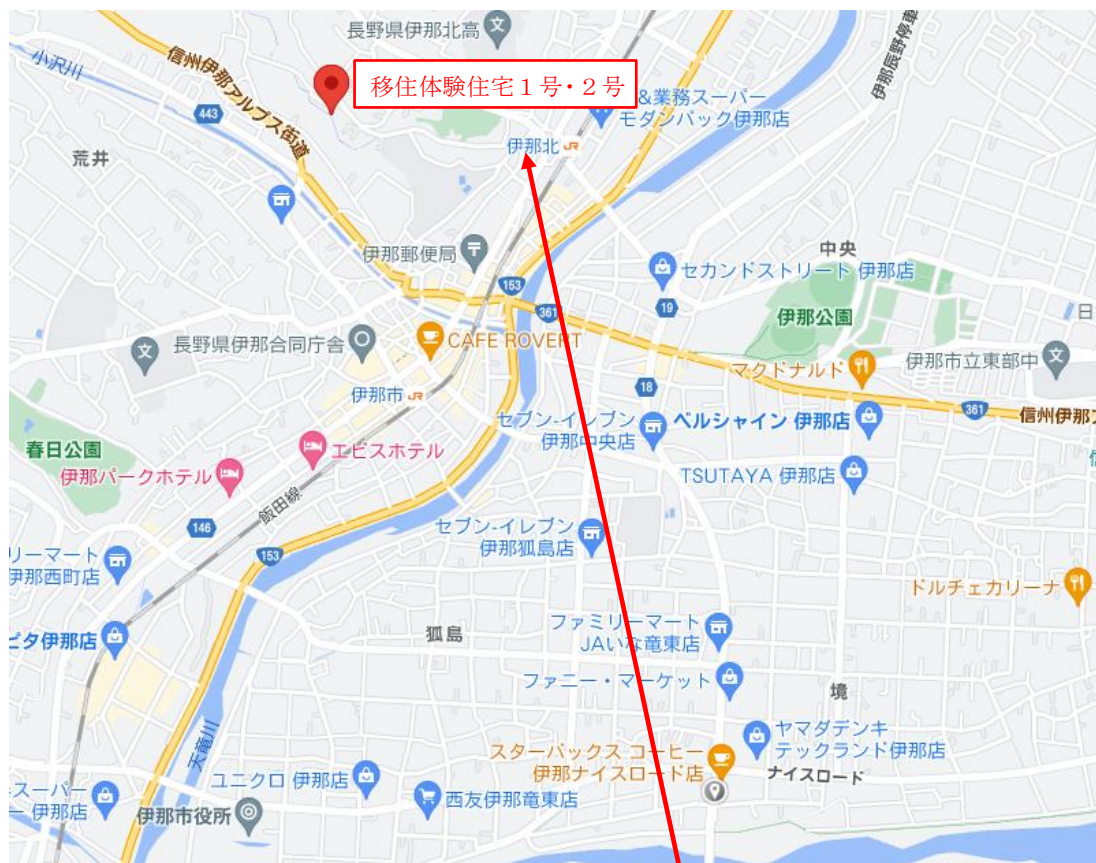 長野県伊那北高
小沢川
信州伊那アルプス街道
移住体験住宅1号・2号
伊那辰野停車
443
&業務スーパー
モダンパック伊那店
荒井
伊那北 JR
伊那郵便局
中央
セカンドストリート 伊那店
153
361
19
伊那公園
日
長野県伊那合同庁舎
CAFE ROVERT
マクドナルド
伊那市立東部中
伊那市 JR
18
361
信州伊那ア
セブン-イレブン
伊那中央店
ベルシャイン 伊那店
春日公園
エビスホテル
伊那パークホテル
TSUTAYA 伊那店
飯田線
146
セブン-イレブン
伊那狐島店
153
リーマート
伊那西町店
ドルチェカリーナ
ピタ伊那店
狐島
ファミリーマート
JAいな竜東店
ファニー・マーケット
境
天竜川
ヤマダデンキ
テックランド伊那店
スターバックス コーヒー
伊那ナイスロード店
ナイスロード
ユニクロ 伊那店
西友伊那竜東店
キスーパー
ー 伊那店
伊那市役所